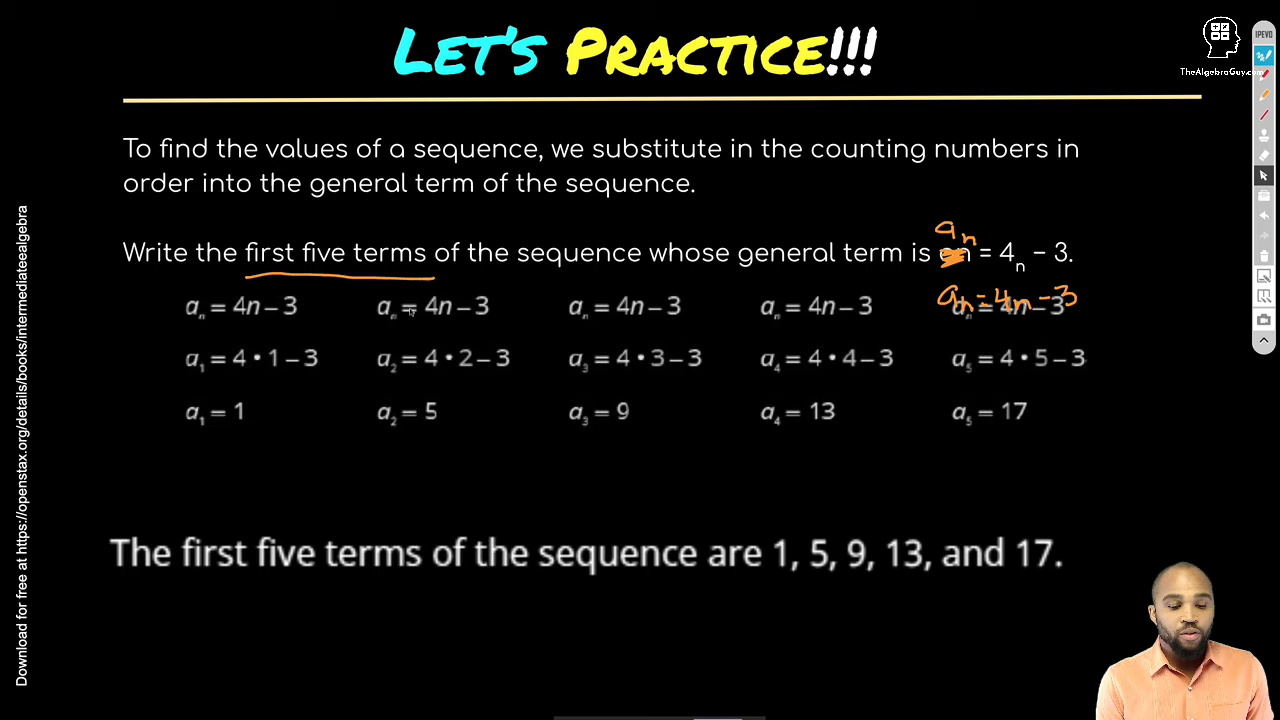 LET'S PRACTICE!!!
TheAlgebraGuy.com
IPEVO
To find the values of a sequence, we substitute in the counting numbers in
order into the general term of the sequence.
aₙ
Write the first five terms of the sequence whose general term is an = 4ₙ − 3.
aₙ = 4n − 3
aₙ = 4n − 3 aₙ = 4n − 3 aₙ = 4n − 3 aₙ = 4n − 3 aₙ = 4n − 3
a₁ = 4 • 1 − 3 a₂ = 4 • 2 − 3 a₃ = 4 • 3 − 3 a₄ = 4 • 4 − 3 a₅ = 4 • 5 − 3
a₁ = 1 a₂ = 5 a₃ = 9 a₄ = 13 a₅ = 17
The first five terms of the sequence are 1, 5, 9, 13, and 17.
Download for free at https://openstax.org/details/books/intermediateelgebra